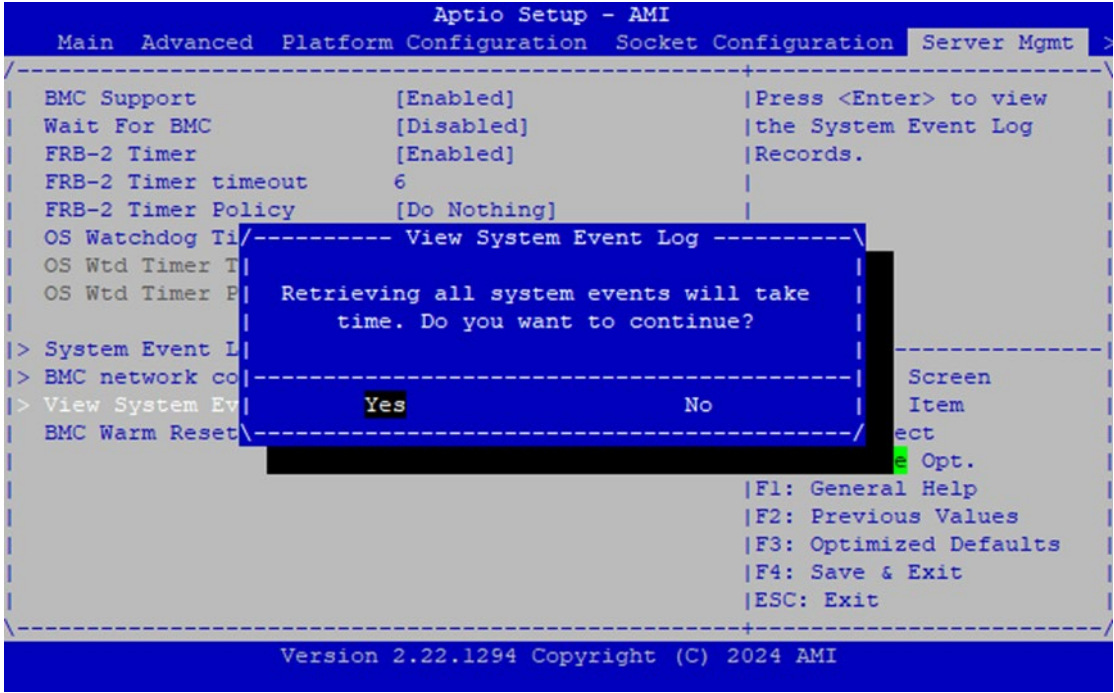 Aptio Setup - AMI
Main Advanced Platform Configuration Socket Configuration Server Mgmt >
BMC Support [Enabled] |Press <Enter> to view
Wait For BMC [Disabled] |the System Event Log
FRB-2 Timer [Enabled] |Records.
FRB-2 Timer timeout 6
FRB-2 Timer Policy [Do Nothing]
OS Watchdog Ti/---------- View System Event Log ----------\
OS Wtd Timer T
OS Wtd Timer P| Retrieving all system events will take
time. Do you want to continue?
> System Event L
> BMC network co Screen
> View System Ev| Yes No | Item
BMC Warm Reset ect
e Opt.
|F1: General Help
|F2: Previous Values
|F3: Optimized Defaults
|F4: Save & Exit
|ESC: Exit
Version 2.22.1294 Copyright (C) 2024 AMI